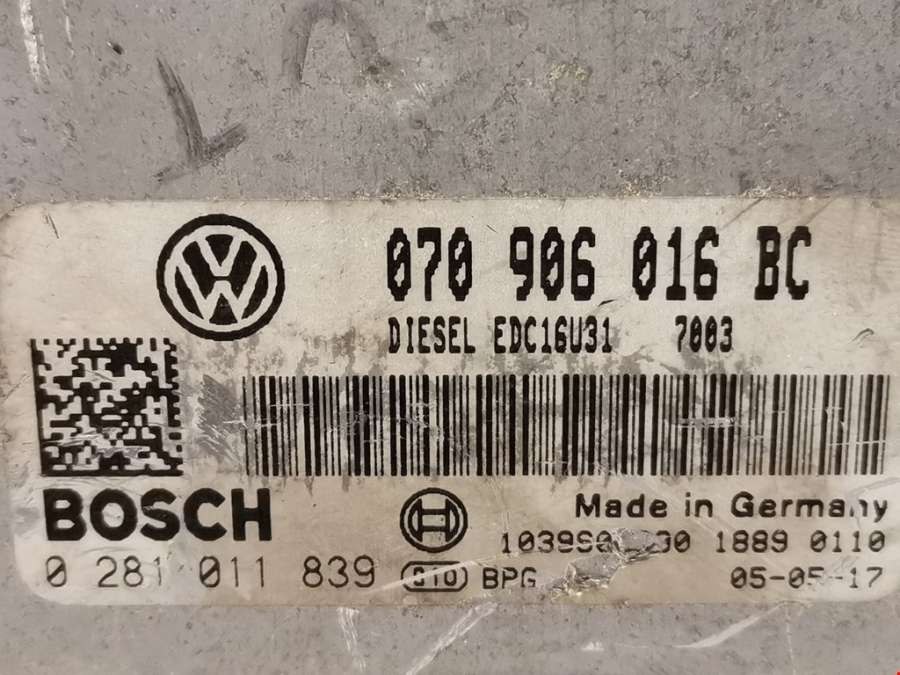 070 906 016 BC
DIESEL EDC16U31 7003
BOSCH
Made in Germany
1889 0110
0 281 011 839 BPG 05-05-17